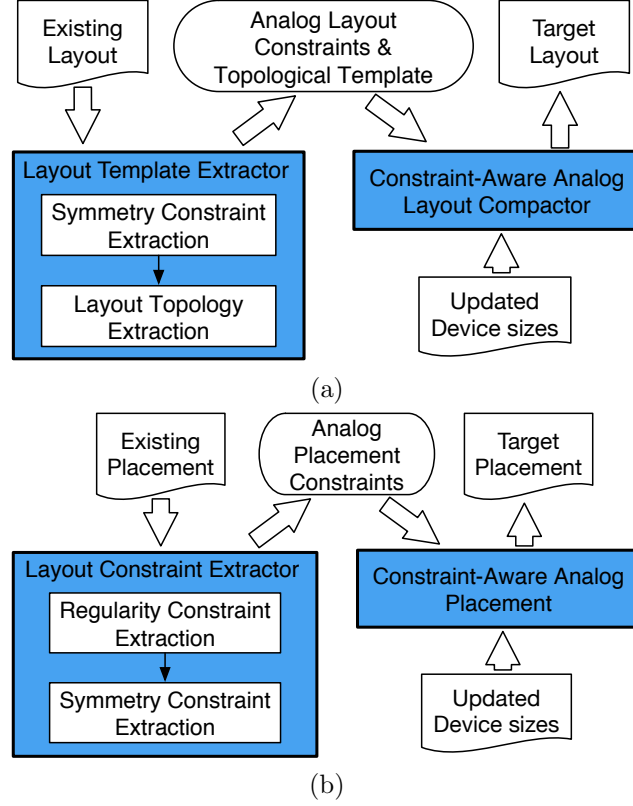 Existing
Layout
Analog Layout
Constraints &
Topological Template
Target
Layout
Layout Template Extractor
Symmetry Constraint
Extraction
Layout Topology
Extraction
Constraint-Aware Analog
Layout Compactor
Updated
Device sizes
(a)
Existing
Placement
Analog
Placement
Constraints
Target
Placement
Layout Constraint Extractor
Regularity Constraint
Extraction
Symmetry Constraint
Extraction
Constraint-Aware Analog
Placement
Updated
Device sizes
(b)